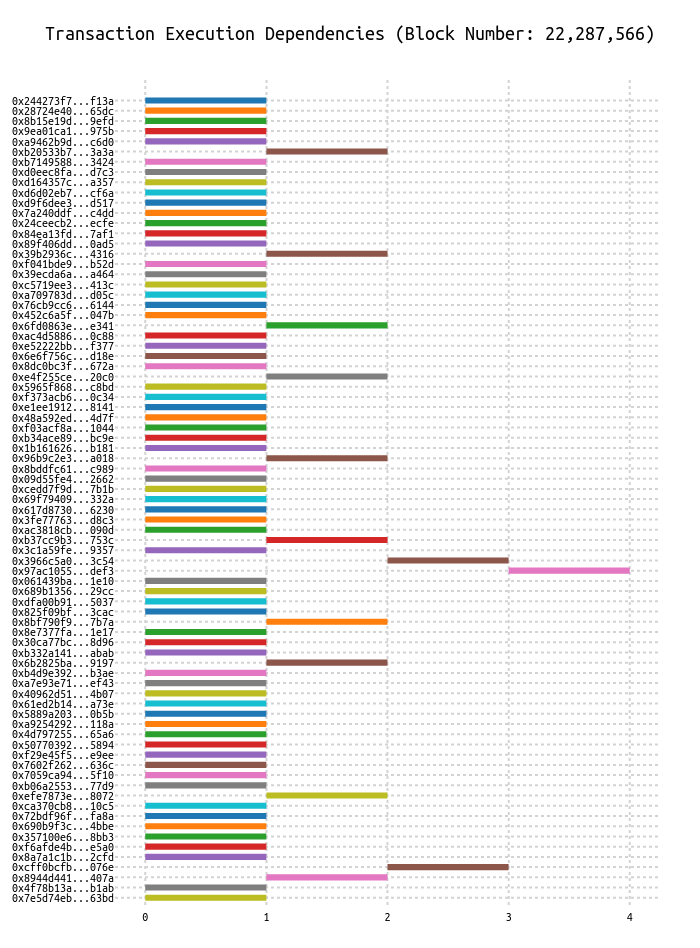 Transaction Execution Dependencies (Block Number: 22,287,566)
0x244273f7...f13a
0x28724e40...65dc
0x8b15e19d...9efd
0x9ea01ca1...975b
0xa9462b9d...c6d0
0xb20533b7...3a3a
0xb7149588...3424
0xd0eec8fa...d7c3
0xd164357c...a357
0xd6d02eb7...cf6a
0xd9f6dee3...d517
0x7a240ddf...c4dd
0x24ceecb2...ecfe
0x84ea13fd...7af1
0x89f406dd...0ad5
0x39b2936c...4316
0xf041bde9...b52d
0x39ecda6a...a464
0xc5719ee3...413c
0xa709783d...d05c
0x76cb9cc6...6144
0x452c6a5f...047b
0x6fd0863e...e341
0xac4d5886...0c88
0xe52222bb...f377
0x6e6f756c...d18e
0x8dc0bc3f...672a
0xe4f255ce...20c0
0x5965f868...c8bd
0xf373acb6...0c34
0xe1ee1912...8141
0x48a592ed...4d7f
0xf03acf8a...1044
0xb34ace89...bc9e
0x1b161626...b181
0x96b9c2e3...a018
0x8bddfc61...c989
0x09d55fe4...2662
0xcedd7f9d...7b1b
0x69f79409...332a
0x617d8730...6230
0x3fe77763...d8c3
0xac3818cb...090d
0xb37cc9b3...753c
0x3c1a59fe...9357
0x3966c5a0...3c54
0x97ac1055...def3
0x061439ba...1e10
0x689b1356...29cc
0xdfa00b91...5037
0x825f09bf...3cac
0x8bf790f9...7b7a
0x8e7377fa...1e17
0x30ca77bc...8d96
0xb332a141...abab
0x6b2825ba...9197
0xb4d9e392...b3ae
0xa7e93e71...ef43
0x40962d51...4b07
0x61ed2b14...a73e
0x5889a203...0b5b
0xa9254292...118a
0x4d797255...65a6
0x50770392...5894
0xf29e45f5...e9ee
0x7602f262...636c
0x7059ca94...5f10
0xb06a2553...77d9
0xefe7873e...8072
0xca370cb8...10c5
0x72bdf96f...fa8a
0x690b9f3c...4bbe
0x357100e6...8bb3
0xf6afde4b...e5a0
0x8a7a1c1b...2cfd
0xcff0bcfb...076e
0x8944d441...407a
0x4f78b13a...b1ab
0x7e5d74eb...63bd
0 1 2 3 4